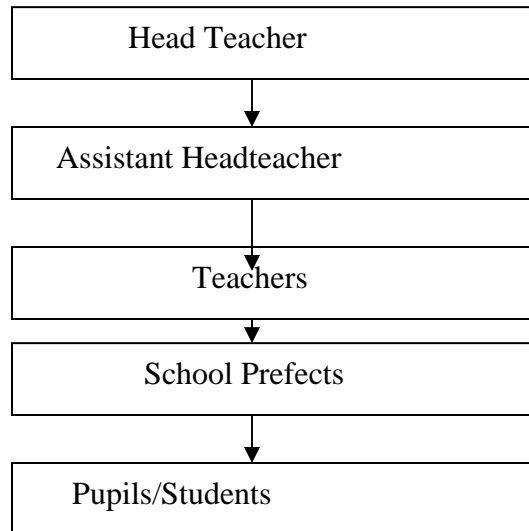 Head Teacher
Assistant Headteacher
Teachers
School Prefects
Pupils/Students